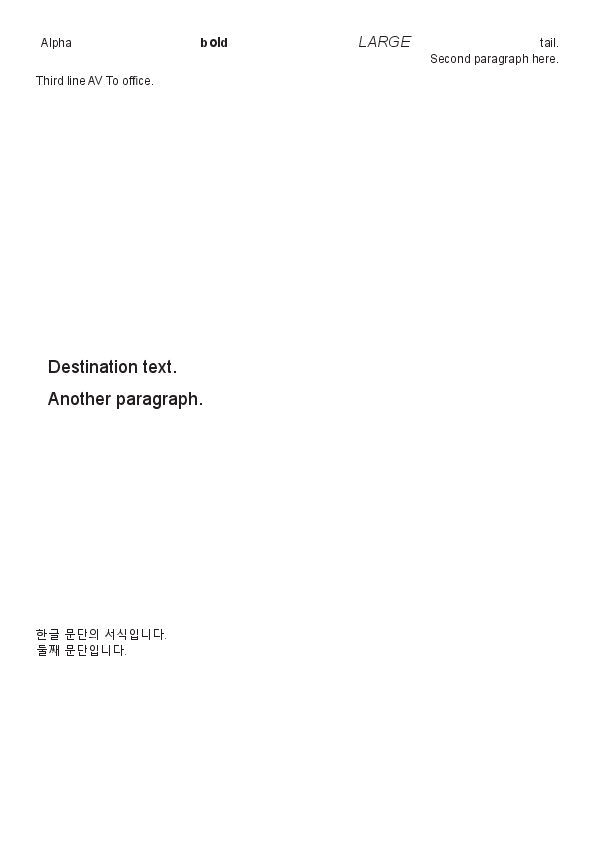 Alpha bold LARGE tail.
Second paragraph here.
Third line AV To office.
Destination text.
Another paragraph.
한글 문단의 서식입니다.
둘째 문단입니다.